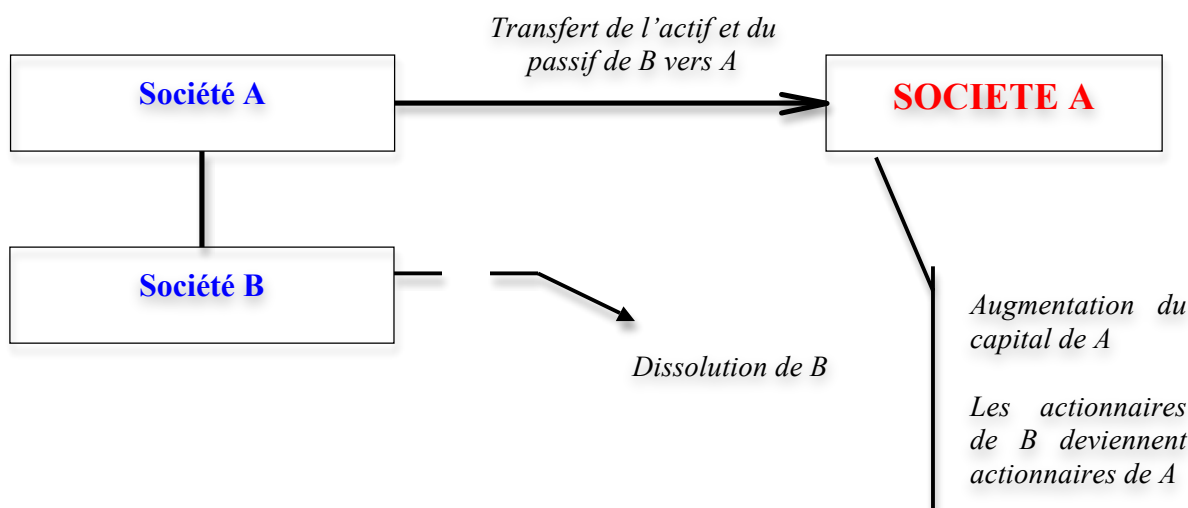 Transfert de l’actif et du
passif de B vers A
Société A
SOCIETE A
Société B
Dissolution de B
Augmentation du
capital de A
Les actionnaires
de B deviennent
actionnaires de A